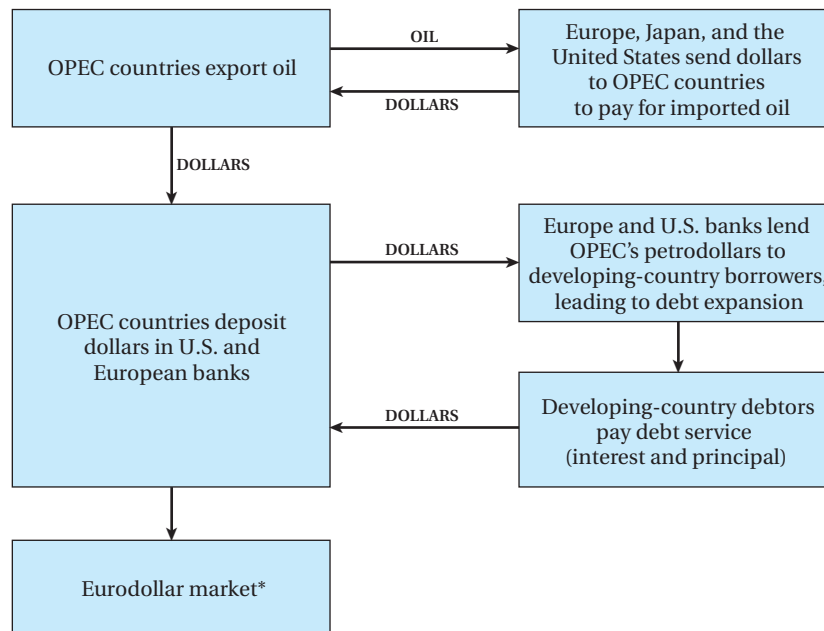 OPEC countries export oil
OIL
DOLLARS
Europe, Japan, and the
United States send dollars
to OPEC countries
to pay for imported oil
DOLLARS
OPEC countries deposit
dollars in U.S. and
European banks
DOLLARS
Europe and U.S. banks lend
OPEC’s petrodollars to
developing-country borrowers,
leading to debt expansion
DOLLARS
Developing-country debtors
pay debt service
(interest and principal)
Eurodollar market*